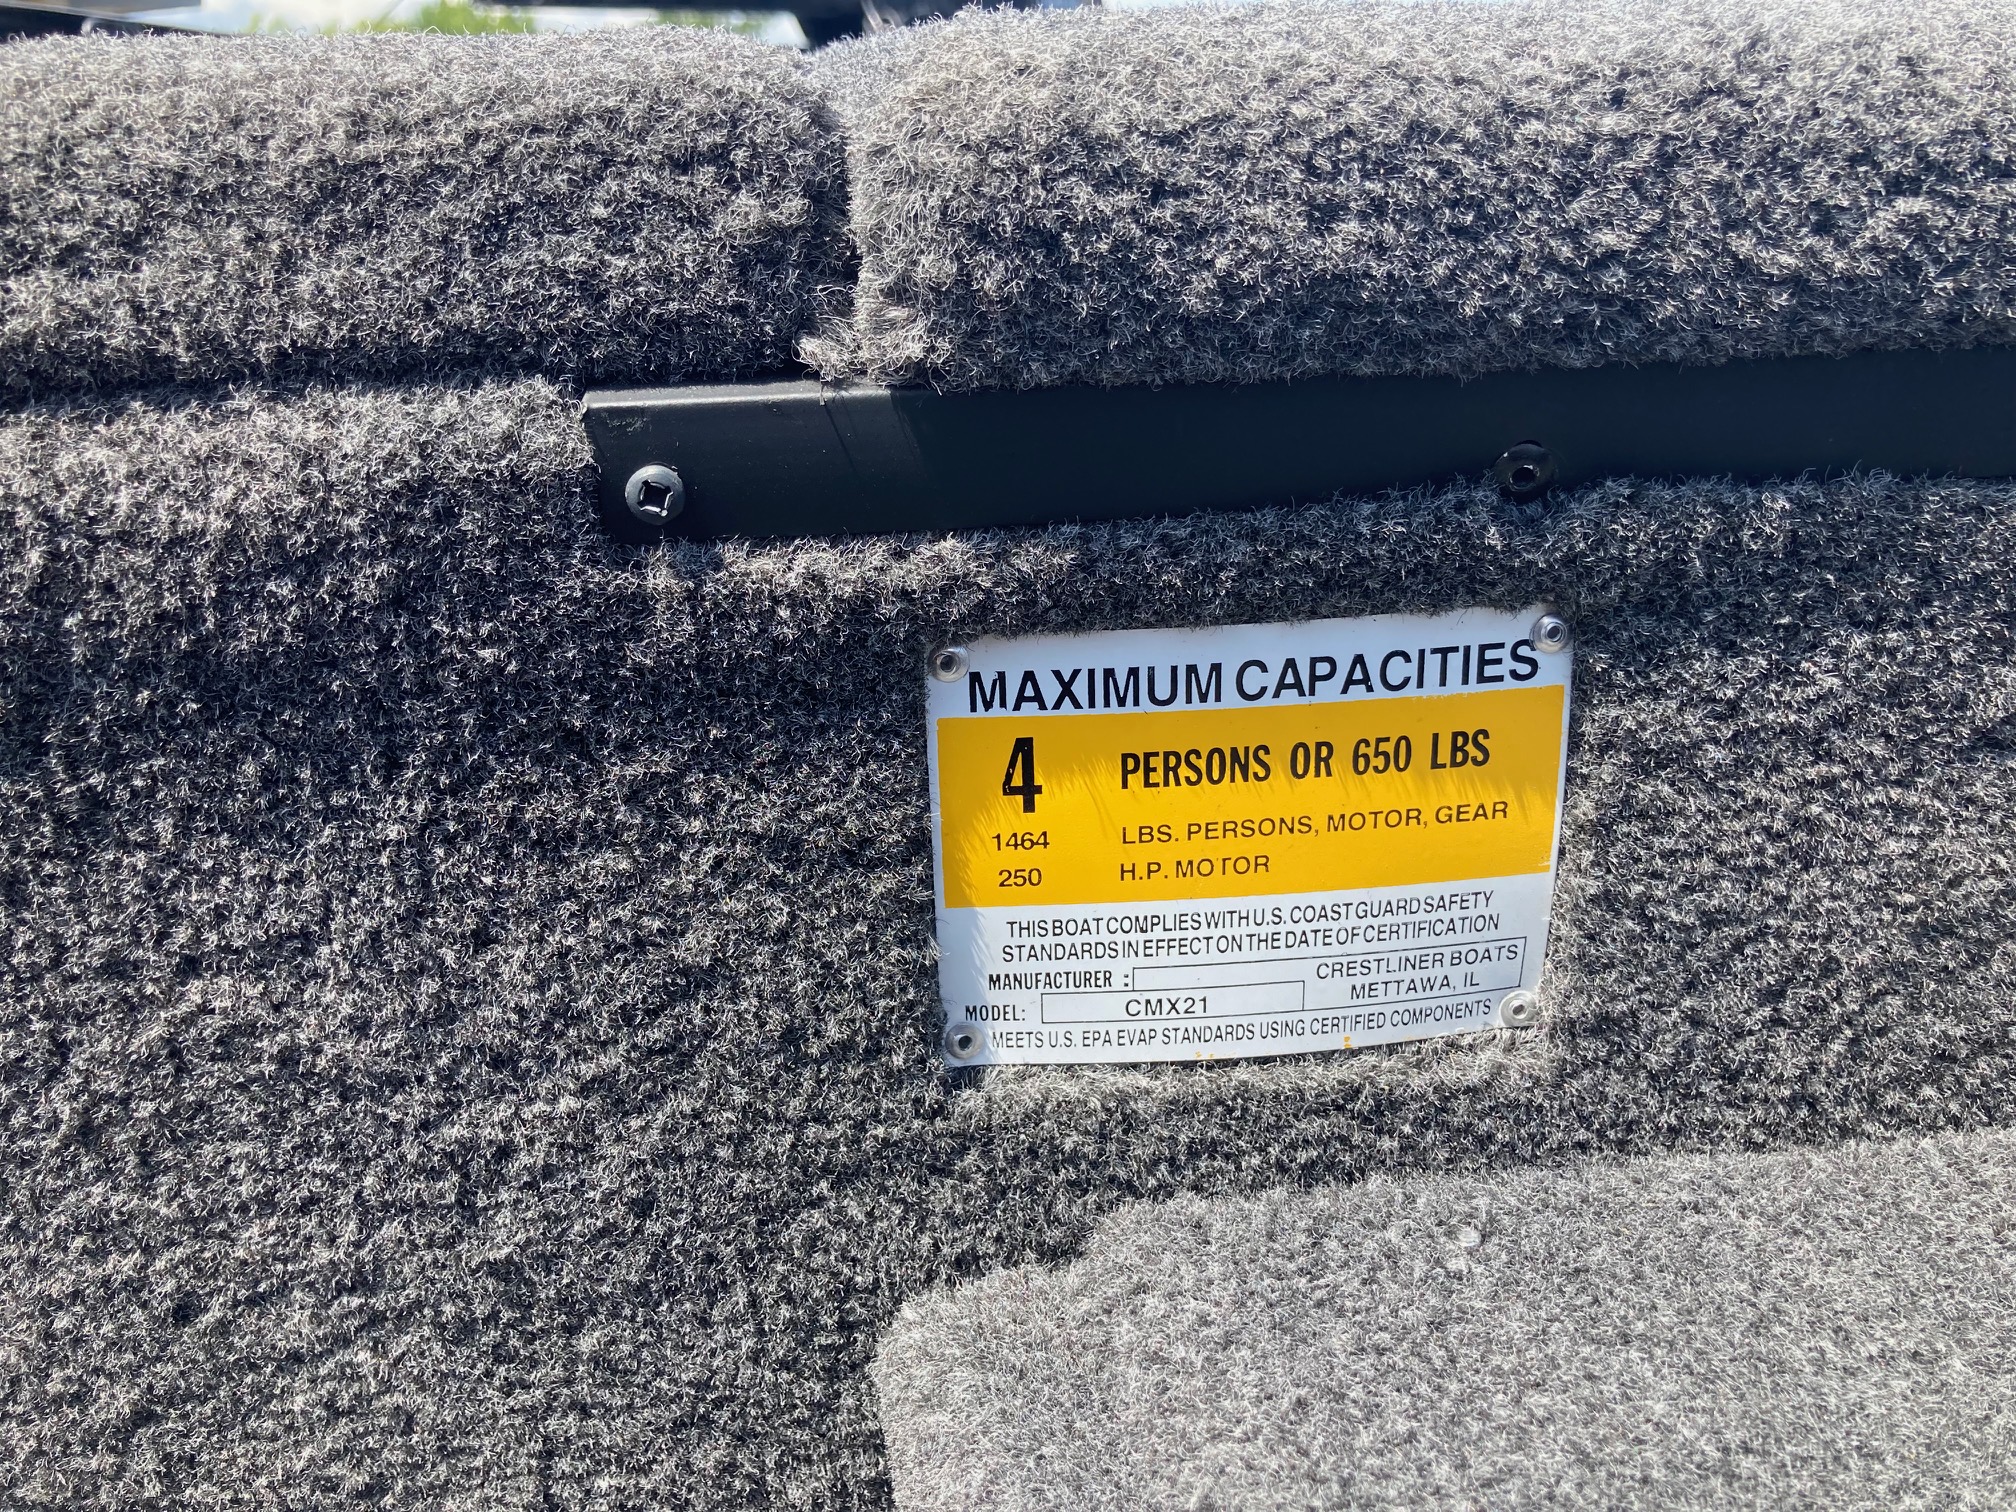 MAXIMUM CAPACITIES
4 PERSONS OR 650 LBS
1464 LBS. PERSONS, MOTOR, GEAR
250 H.P. MOTOR
THIS BOAT COMPLIES WITH U.S. COAST GUARD SAFETY
STANDARDS IN EFFECT ON THE DATE OF CERTIFICATION
MANUFACTURER : CRESTLINER BOATS
METTAWA, IL
MODEL: CMX21
MEETS U.S. EPA EVAP STANDARDS USING CERTIFIED COMPONENTS